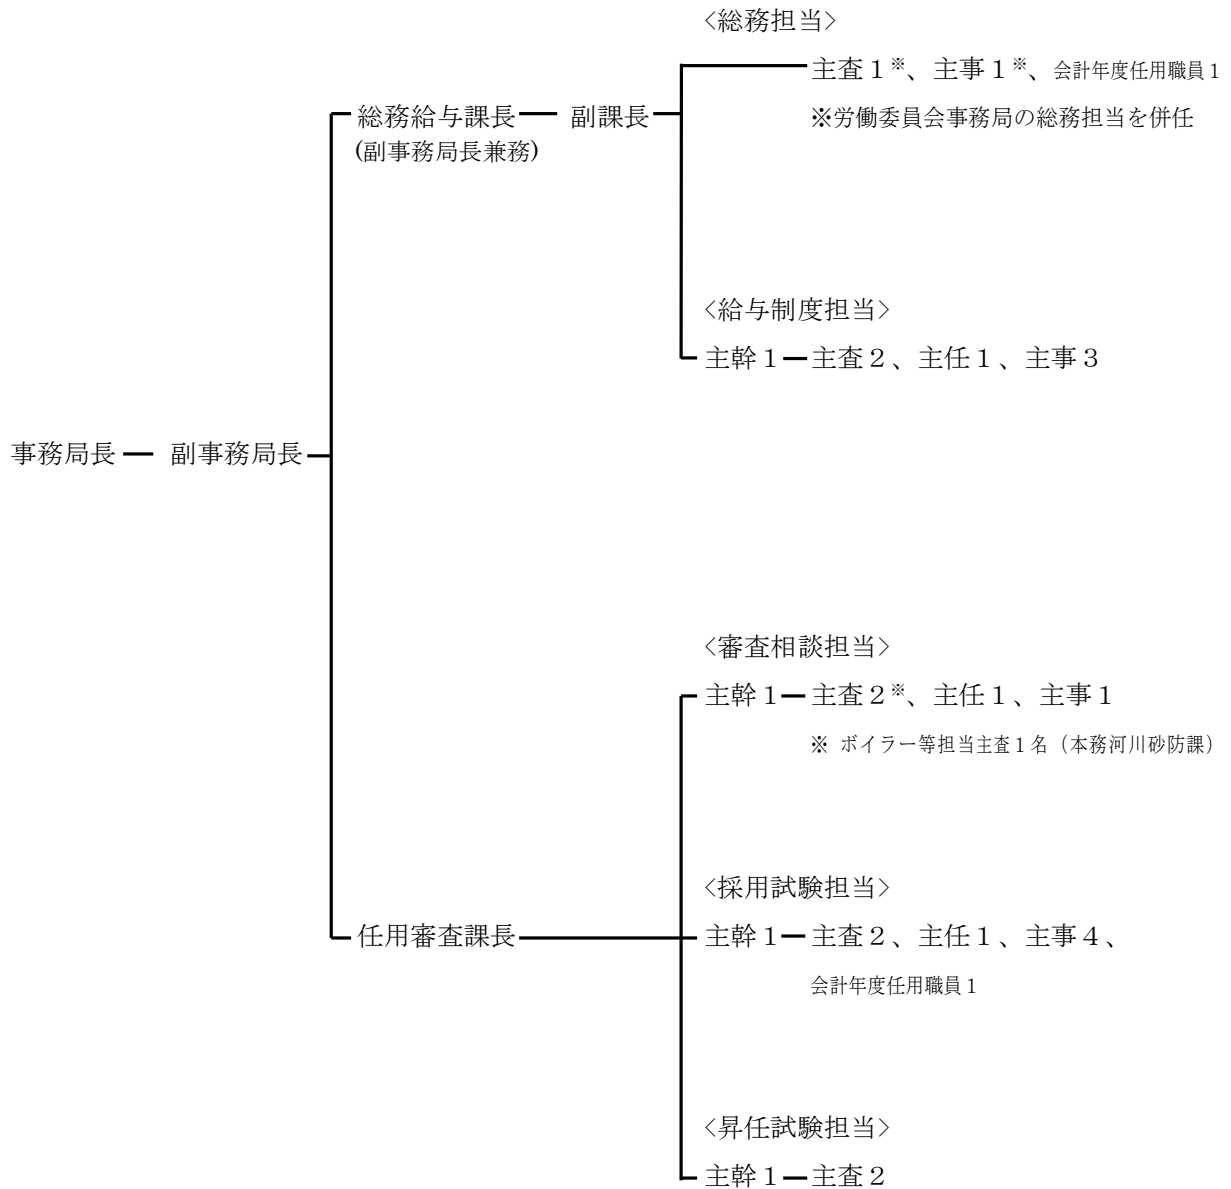 〈総務担当〉
主査１※、主事１※、会計年度任用職員１
総務給与課長 副課長 ※労働委員会事務局の総務担当を併任
(副事務局長兼務)
〈給与制度担当〉
主幹１ 主査２、主任１、主事３
事務局長 副事務局長
〈審査相談担当〉
主幹１ 主査２※、主任１、主事１
※ ボイラー等担当主査１名（本務河川砂防課）
〈採用試験担当〉
任用審査課長 主幹１ 主査２、主任１、主事４、
会計年度任用職員１
〈昇任試験担当〉
主幹１ 主査２